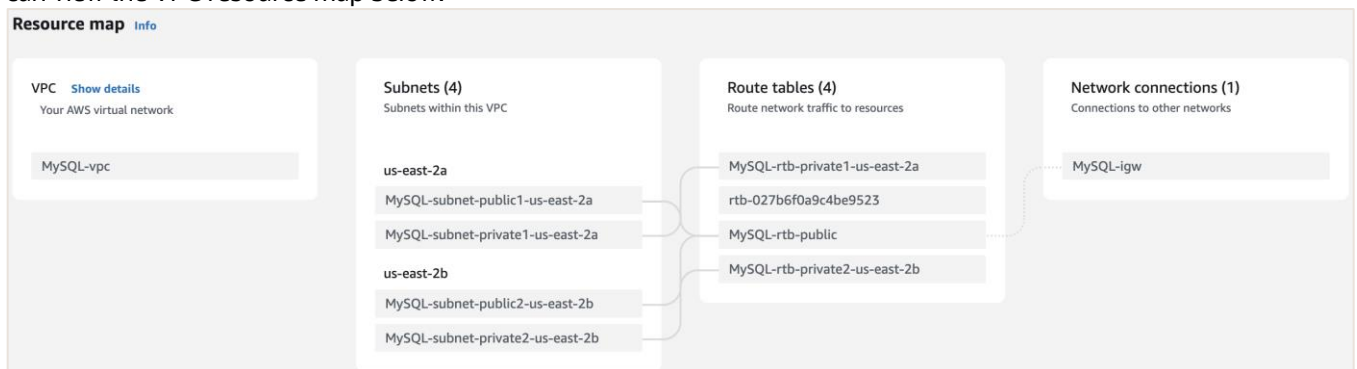 Resource map Info
VPC Show details
Your AWS virtual network
MySQL-vpc
Subnets (4)
Subnets within this VPC
us-east-2a
MySQL-subnet-public1-us-east-2a
MySQL-subnet-private1-us-east-2a
us-east-2b
MySQL-subnet-public2-us-east-2b
MySQL-subnet-private2-us-east-2b
Route tables (4)
Route network traffic to resources
MySQL-rtb-private1-us-east-2a
rtb-027b6f0a9c4be9523
MySQL-rtb-public
MySQL-rtb-private2-us-east-2b
Network connections (1)
Connections to other networks
MySQL-igw